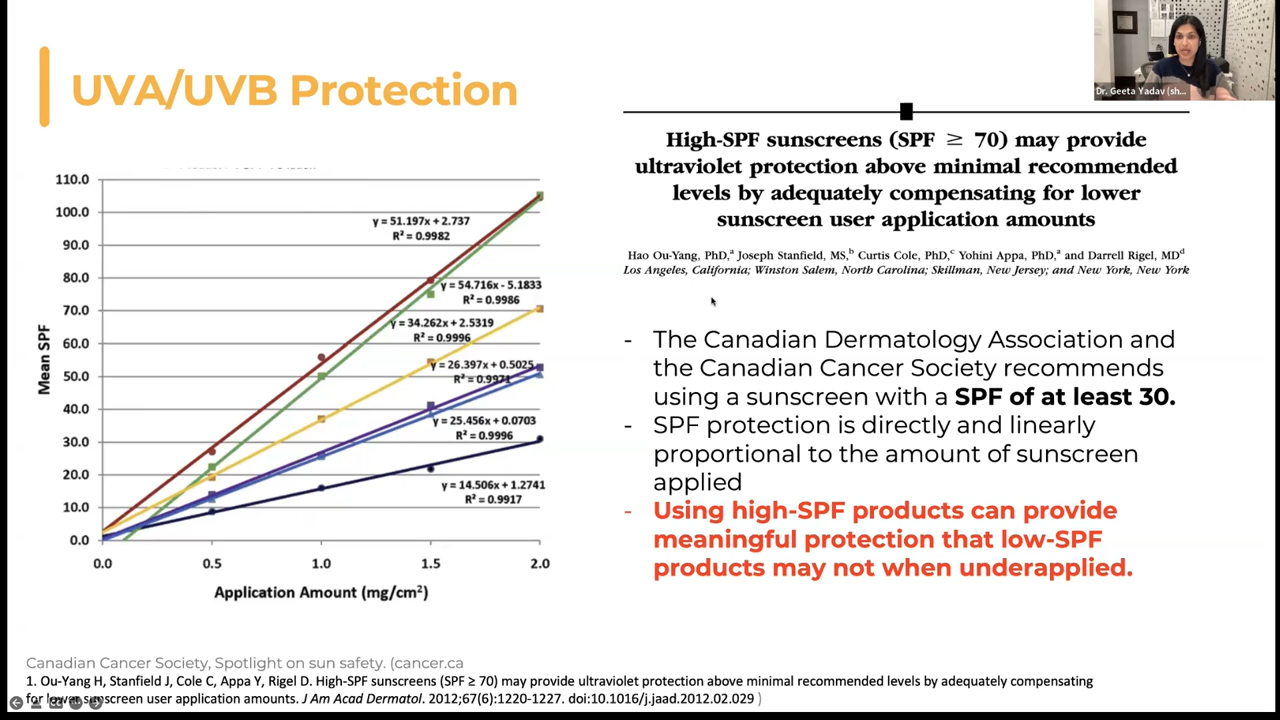 UVA/UVB Protection
Dr. Geeta Yadav (sh...
High-SPF sunscreens (SPF ≥ 70) may provide
ultraviolet protection above minimal recommended
levels by adequately compensating for lower
sunscreen user application amounts
Hao Ou-Yang, PhD,ᵃ Joseph Stanfield, MS,ᵇ Curtis Cole, PhD,ᶜ Yohini Appa, PhD,ᵃ and Darrell Rigel, MDᵈ
Los Angeles, California; Winston Salem, North Carolina; Skillman, New Jersey; and New York, New York
110.0
100.0
90.0
80.0
70.0
60.0
50.0
40.0
30.0
20.0
10.0
0.0
Mean SPF
y = 51.197x + 2.737
R² = 0.9982
y = 54.716x - 5.1833
R² = 0.9986
y = 34.262x + 2.5319
R² = 0.9996
y = 26.397x + 0.5025
R² = 0.9971
y = 25.456x + 0.0703
R² = 0.9996
y = 14.506x + 1.2741
R² = 0.9917
0.0 0.5 1.0 1.5 2.0
Application Amount (mg/cm²)
- The Canadian Dermatology Association and
the Canadian Cancer Society recommends
using a sunscreen with a SPF of at least 30.
- SPF protection is directly and linearly
proportional to the amount of sunscreen
applied
- Using high-SPF products can provide
meaningful protection that low-SPF
products may not when underapplied.
Canadian Cancer Society, Spotlight on sun safety. (cancer.ca
1. Ou-Yang H, Stanfield J, Cole C, Appa Y, Rigel D. High-SPF sunscreens (SPF ≥ 70) may provide ultraviolet protection above minimal recommended levels by adequately compensating
for lower sunscreen user application amounts. J Am Acad Dermatol. 2012;67(6):1220-1227. doi:10.1016/j.jaad.2012.02.029 )